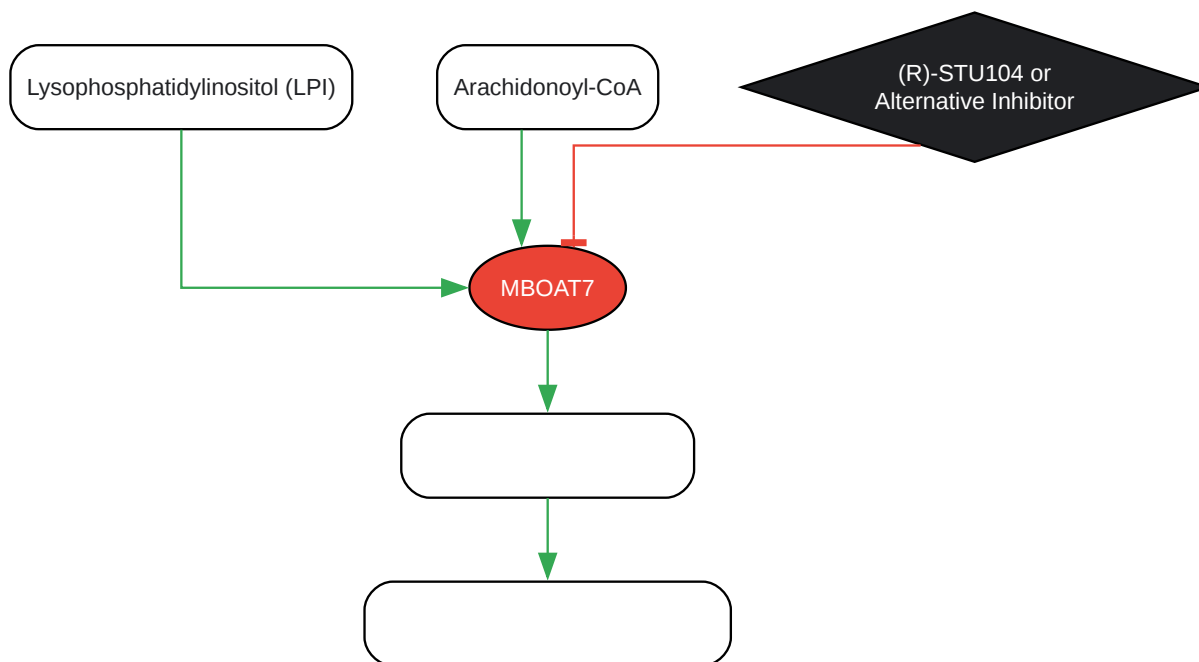 Lysophosphatidylinositol (LPI)
Arachidonoyl-CoA
(R)-STU104 or
Alternative Inhibitor
MBOAT7